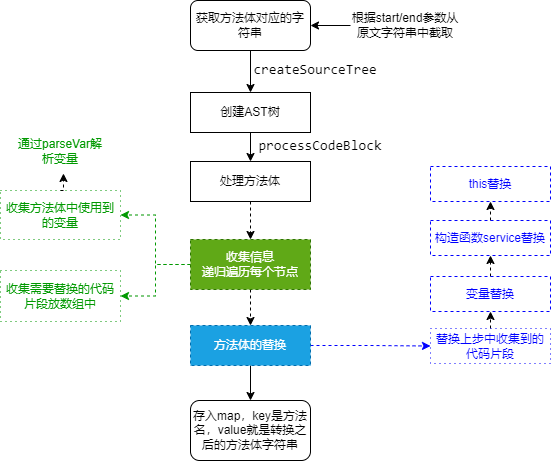 获取方法体对应的字
符串
根据start/end参数从
原文字符串中截取
createSourceTree
创建AST树
processCodeBlock
处理方法体
通过parseVar解
析变量
收集方法体中使用到
的变量
收集需要替换的代码
片段放数组中
收集信息
递归遍历每个节点
this替换
构造函数service替换
变量替换
替换上步中收集到的
代码片段
方法体的替换
存入map，key是方法
名，value就是转换之
后的方法体字符串